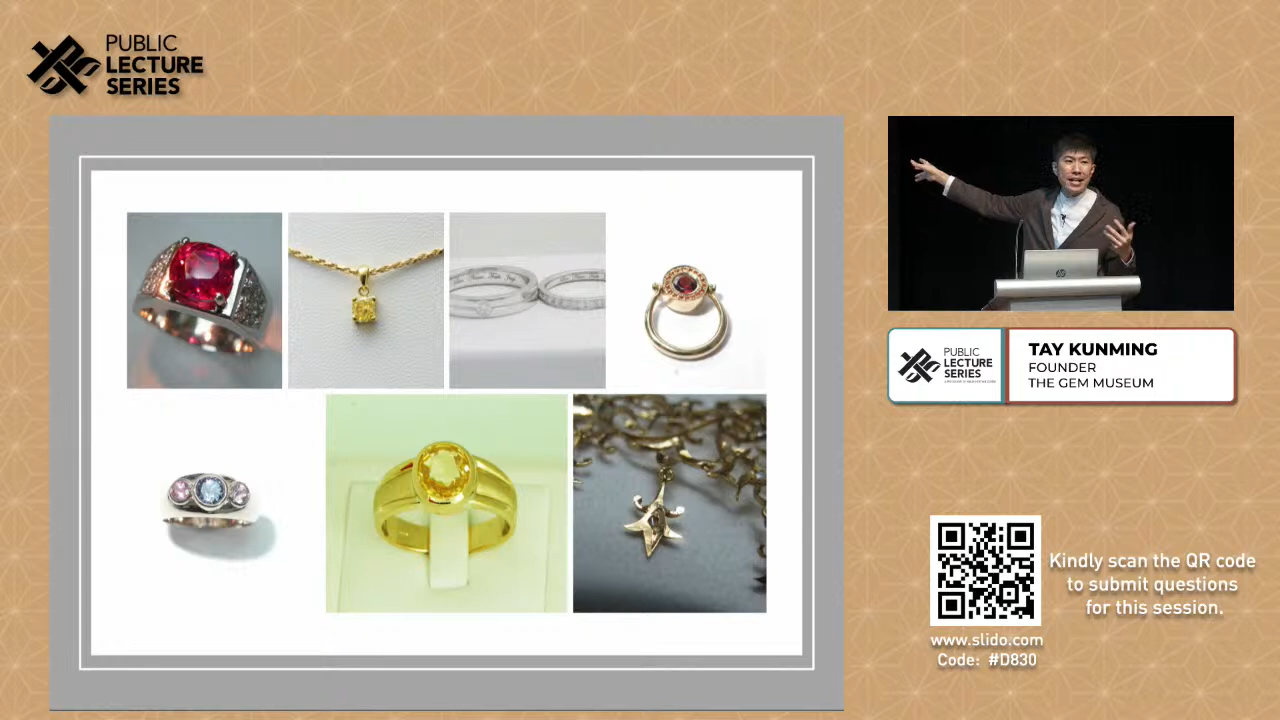 PUBLIC
LECTURE
SERIES
PUBLIC
LECTURE
SERIES
TAY KUNMING
FOUNDER
THE GEM MUSEUM
Kindly scan the QR code
to submit questions
for this session.
www.slido.com
Code: #D830